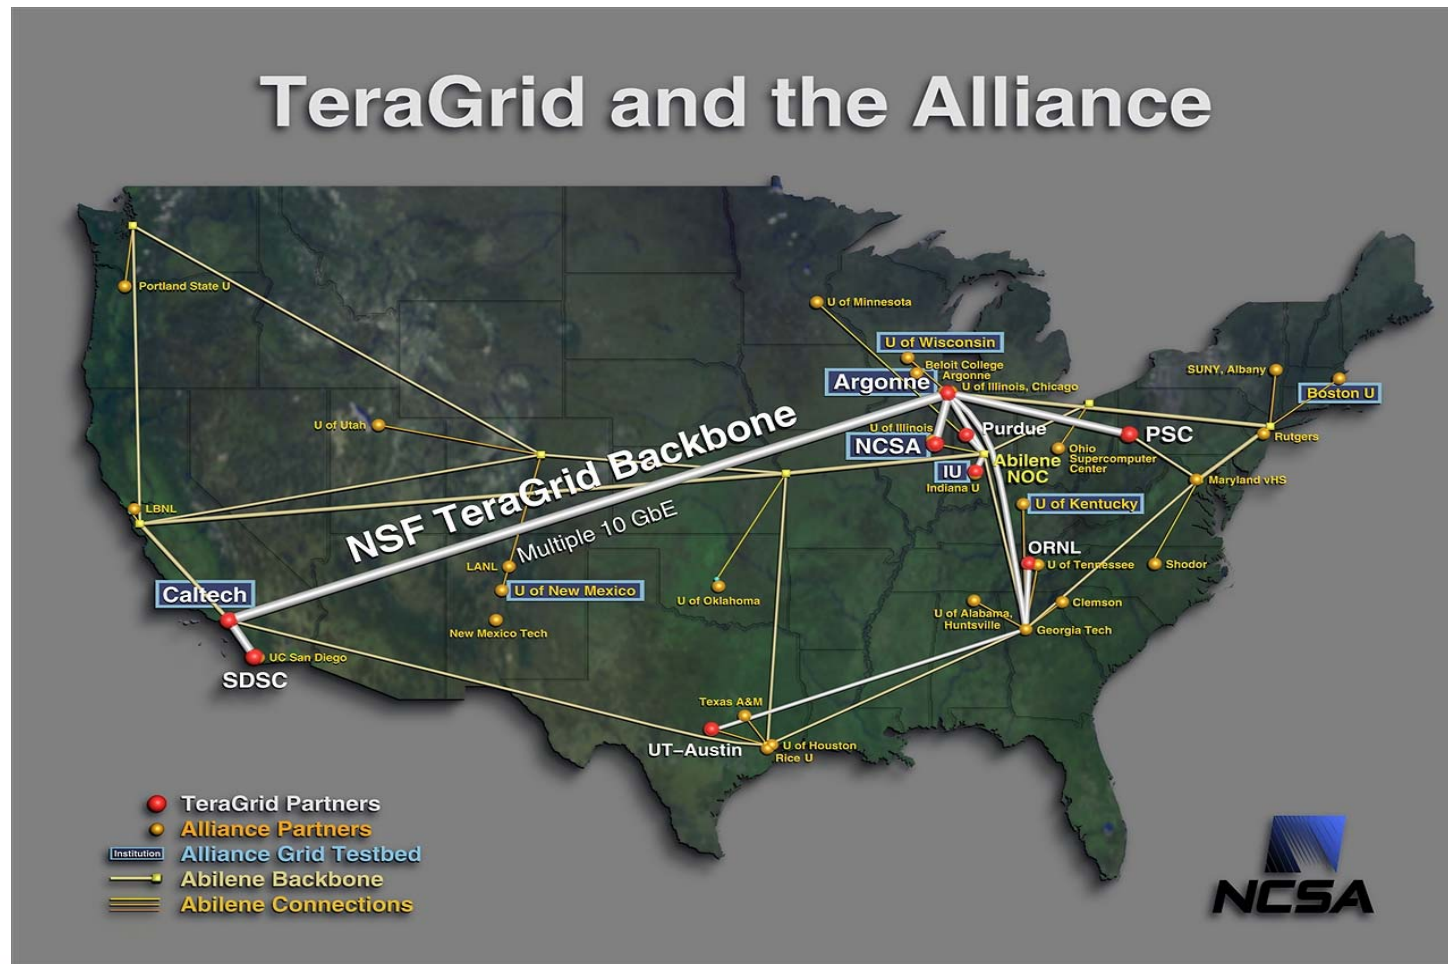 TeraGrid and the Alliance
Portland State U
U of Minnesota
U of Wisconsin
Beloit College
Argonne
Argonne
U of Illinois, Chicago
SUNY, Albany
Boston U
U of Utah
U of Illinois
NCSA
Purdue
PSC
Rutgers
Ohio
Supercomputer
Center
Abilene
NOC
IU
Indiana U
Maryland vHS
NSF TeraGrid Backbone
Multiple 10 GbE
LBNL
U of Kentucky
ORNL
U of Tennessee
Shodor
LANL
U of New Mexico
New Mexico Tech
U of Oklahoma
Caltech
UC San Diego
SDSC
U of Alabama,
Huntsville
Clemson
Georgia Tech
Texas A&M
UT–Austin
U of Houston
Rice U
TeraGrid Partners
Alliance Partners
Institution
Alliance Grid Testbed
Abilene Backbone
Abilene Connections
NCSA